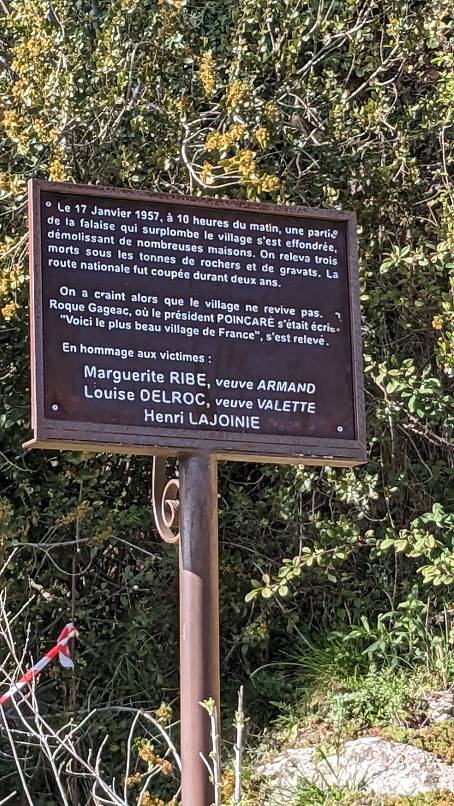 Le 17 Janvier 1957, à 10 heures du matin, une partie
de la falaise qui surplombe le village s'est effondrée,
démolissant de nombreuses maisons. On releva trois
morts sous les tonnes de rochers et de gravats. La
route nationale fut coupée durant deux ans.
On a craint alors que le village ne revive pas.
Roque Gageac, où le président POINCARÉ s'était écrié
"Voici le plus beau village de France", s'est relevé.
En hommage aux victimes :
Marguerite RIBE, veuve ARMAND
Louise DELROC, veuve VALETTE
Henri LAJOINIE